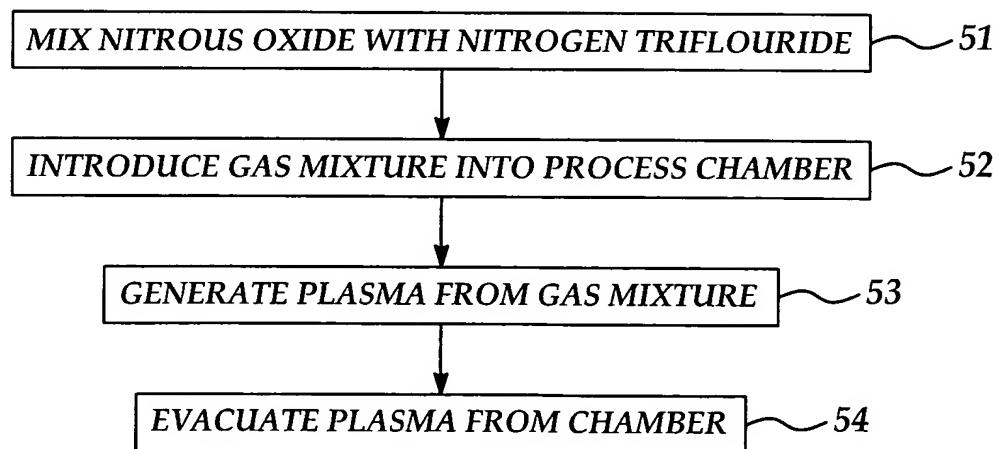 MIX NITROUS OXIDE WITH NITROGEN TRIFLOURIDE 51
INTRODUCE GAS MIXTURE INTO PROCESS CHAMBER 52
GENERATE PLASMA FROM GAS MIXTURE 53
EVACUATE PLASMA FROM CHAMBER 54